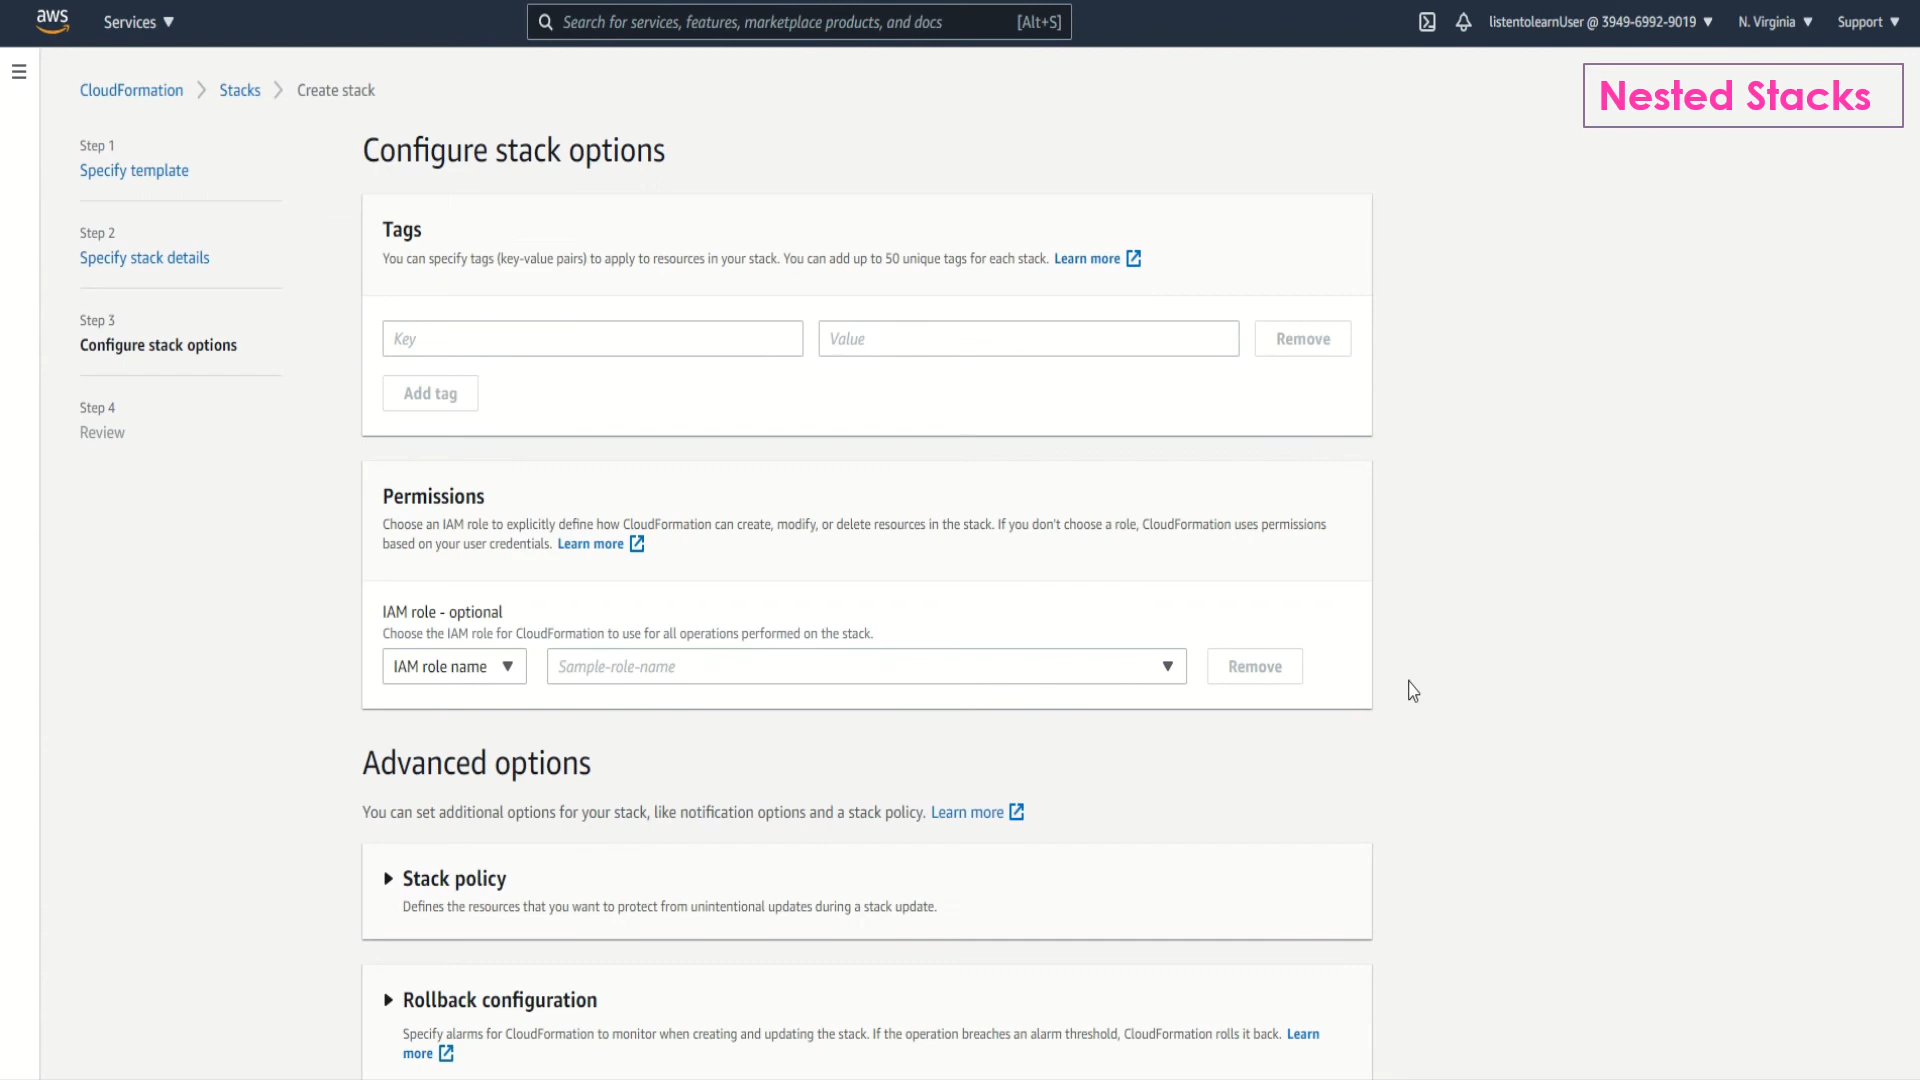 aws Services ▼ Search for services, features, marketplace products, and docs [Alt+S] listentolearnUser @ 3949-6992-9019 ▼ N. Virginia ▼ Support ▼
CloudFormation > Stacks > Create stack
Nested Stacks
Step 1
Specify template
Step 2
Specify stack details
Step 3
Configure stack options
Step 4
Review
Configure stack options
Tags
You can specify tags (key-value pairs) to apply to resources in your stack. You can add up to 50 unique tags for each stack. Learn more
Key Value Remove
Add tag
Permissions
Choose an IAM role to explicitly define how CloudFormation can create, modify, or delete resources in the stack. If you don't choose a role, CloudFormation uses permissions
based on your user credentials. Learn more
IAM role - optional
Choose the IAM role for CloudFormation to use for all operations performed on the stack.
IAM role name ▼ Sample-role-name ▼ Remove
Advanced options
You can set additional options for your stack, like notification options and a stack policy. Learn more
Stack policy
Defines the resources that you want to protect from unintentional updates during a stack update.
Rollback configuration
Specify alarms for CloudFormation to monitor when creating and updating the stack. If the operation breaches an alarm threshold, CloudFormation rolls it back. Learn
more